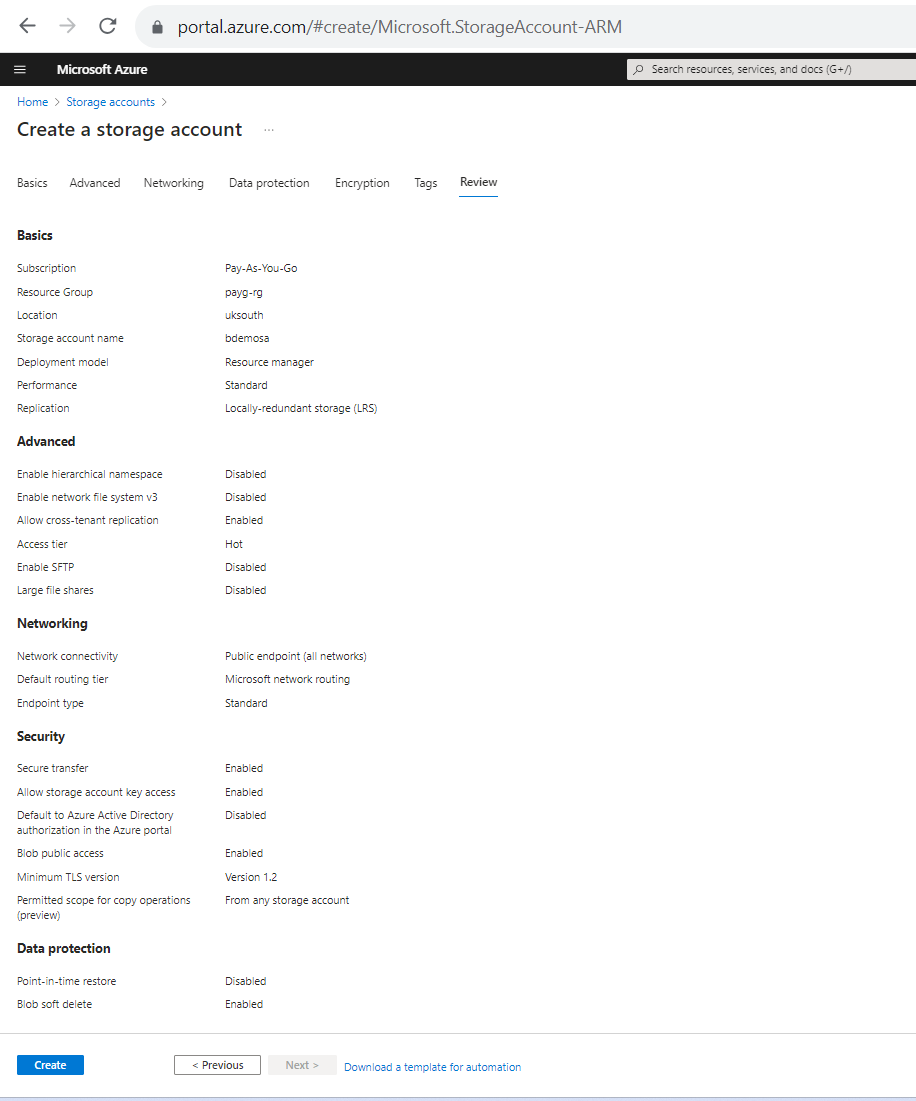 portal.azure.com/#create/Microsoft.StorageAccount-ARM
Microsoft Azure
Search resources, services, and docs (G+/)
Home > Storage accounts >
Create a storage account ...
Basics Advanced Networking Data protection Encryption Tags Review
Basics
Subscription Pay-As-You-Go
Resource Group payg-rg
Location uksouth
Storage account name bdemosa
Deployment model Resource manager
Performance Standard
Replication Locally-redundant storage (LRS)
Advanced
Enable hierarchical namespace Disabled
Enable network file system v3 Disabled
Allow cross-tenant replication Enabled
Access tier Hot
Enable SFTP Disabled
Large file shares Disabled
Networking
Network connectivity Public endpoint (all networks)
Default routing tier Microsoft network routing
Endpoint type Standard
Security
Secure transfer Enabled
Allow storage account key access Enabled
Default to Azure Active Directory Disabled
authorization in the Azure portal
Blob public access Enabled
Minimum TLS version Version 1.2
Permitted scope for copy operations From any storage account
(preview)
Data protection
Point-in-time restore Disabled
Blob soft delete Enabled
Create < Previous Next > Download a template for automation